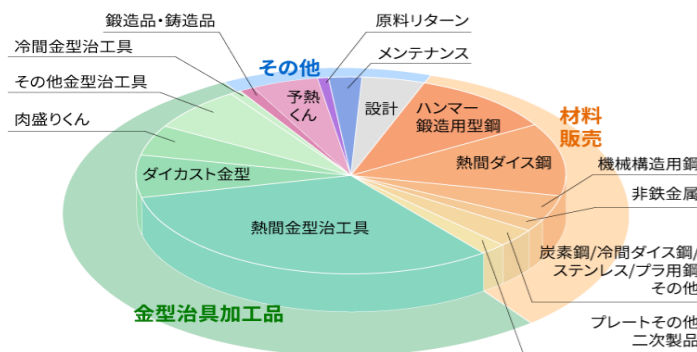 鍛造品・鋳造品
原料リターン
冷間金型治工具
その他
メンテナンス
その他金型治工具
予熱
くん
設計
ハンマー
鍛造用型鋼
材料
販売
肉盛りくん
熱間ダイス鋼
機械構造用鋼
ダイカスト金型
非鉄金属
熱間金型治工具
炭素鋼/冷間ダイス鋼/
ステンレス/プラ用鋼
その他
金型治具加工品
プレートその他
二次製品